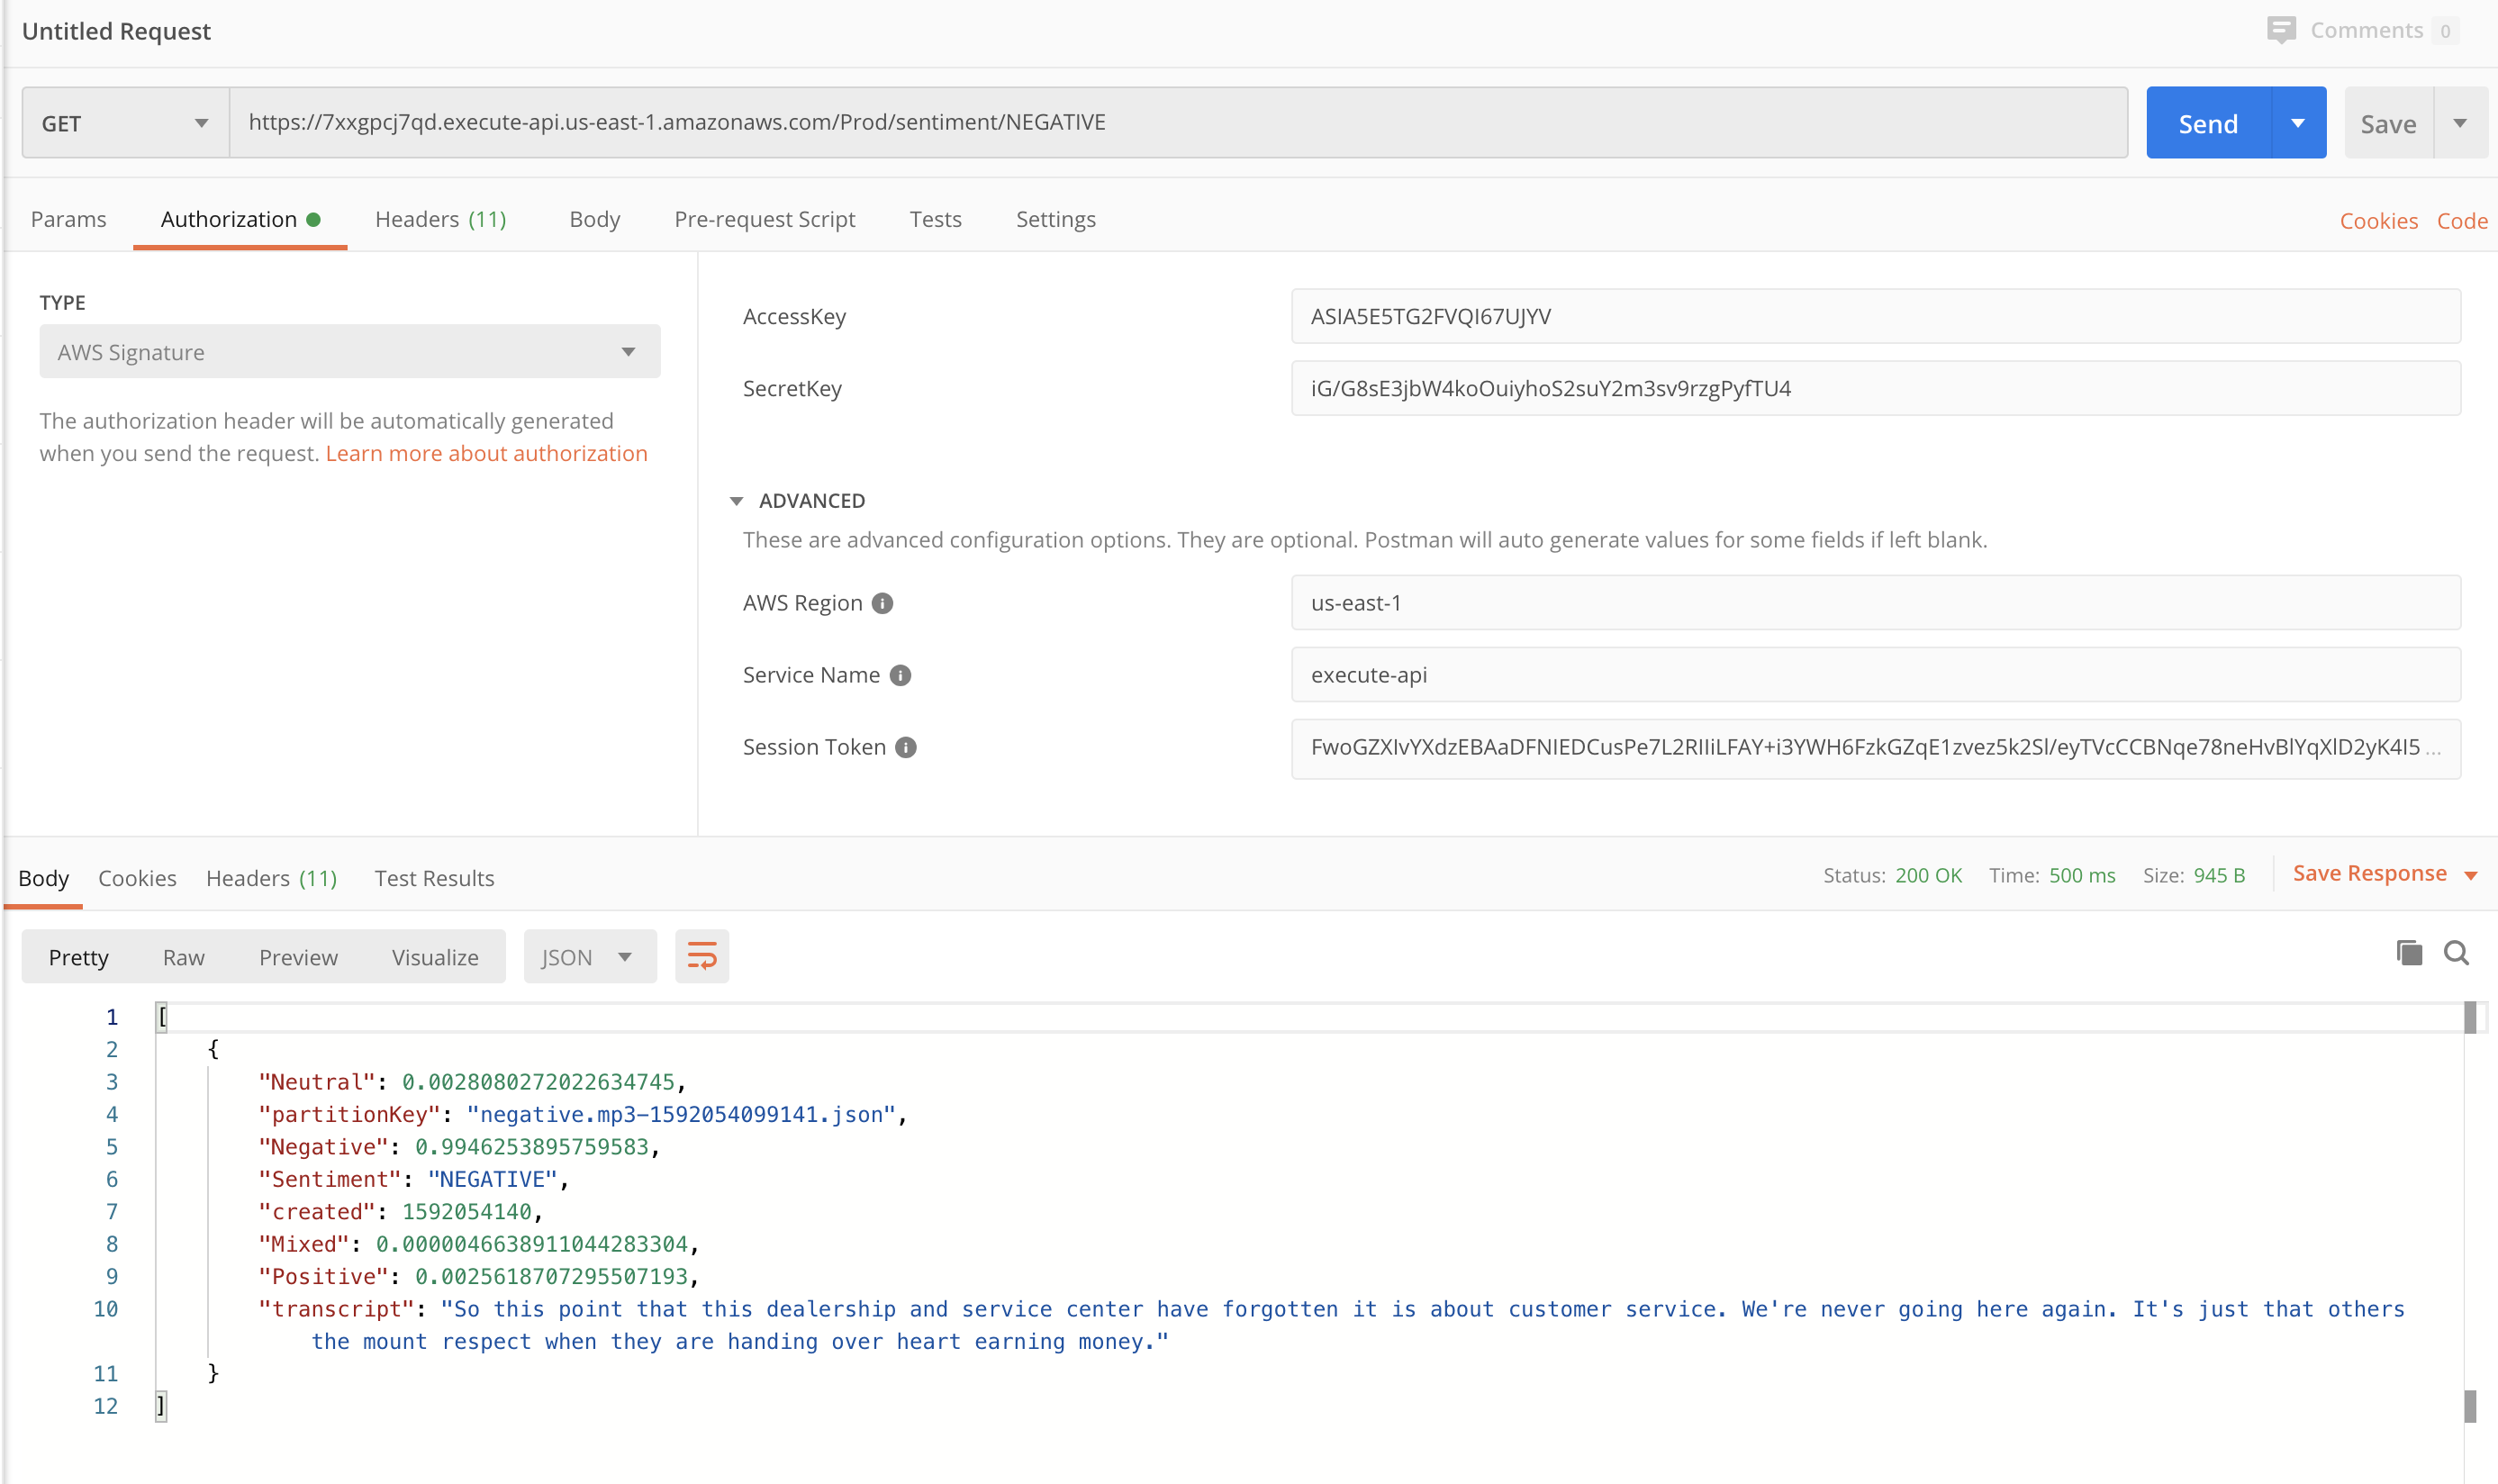 Untitled Request
Comments 0
GET
https://7xxgpcj7qd.execute-api.us-east-1.amazonaws.com/Prod/sentiment/NEGATIVE
Send
Save
Params Authorization Headers (11) Body Pre-request Script Tests Settings
Cookies Code
TYPE
AWS Signature
The authorization header will be automatically generated
when you send the request. Learn more about authorization
AccessKey ASIA5E5TG2FVQI67UJYV
SecretKey iG/G8sE3jbW4koOuiyhoS2suY2m3sv9rzgPyfTU4
ADVANCED
These are advanced configuration options. They are optional. Postman will auto generate values for some fields if left blank.
AWS Region us-east-1
Service Name execute-api
Session Token FwoGZXIvYXdzEBAaDFNIEDCusPe7L2RIIiLFAY+i3YWH6FzkGZqE1zvez5k2Sl/eyTVcCCBNqe78neHvBlYqXlD2yK4I5 ...
Body Cookies Headers (11) Test Results
Status: 200 OK Time: 500 ms Size: 945 B Save Response
Pretty Raw Preview Visualize JSON
1 [
2 {
3 "Neutral": 0.0028080272022634745,
4 "partitionKey": "negative.mp3-1592054099141.json",
5 "Negative": 0.9946253895759583,
6 "Sentiment": "NEGATIVE",
7 "created": 1592054140,
8 "Mixed": 0.0000046638911044283304,
9 "Positive": 0.0025618707295507193,
10 "transcript": "So this point that this dealership and service center have forgotten it is about customer service. We're never going here again. It's just that others
the mount respect when they are handing over heart earning money."
11 }
12 ]